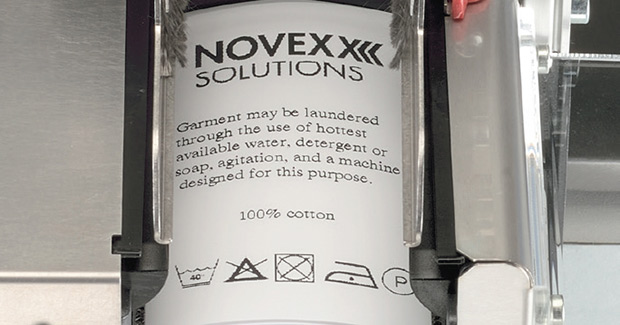 NOVEXX
SOLUTIONS
Garment may be laundered
through the use of hottest
available water, detergent or
soap, agitation, and a machine
designed for this purpose.
100% cotton
40°
P